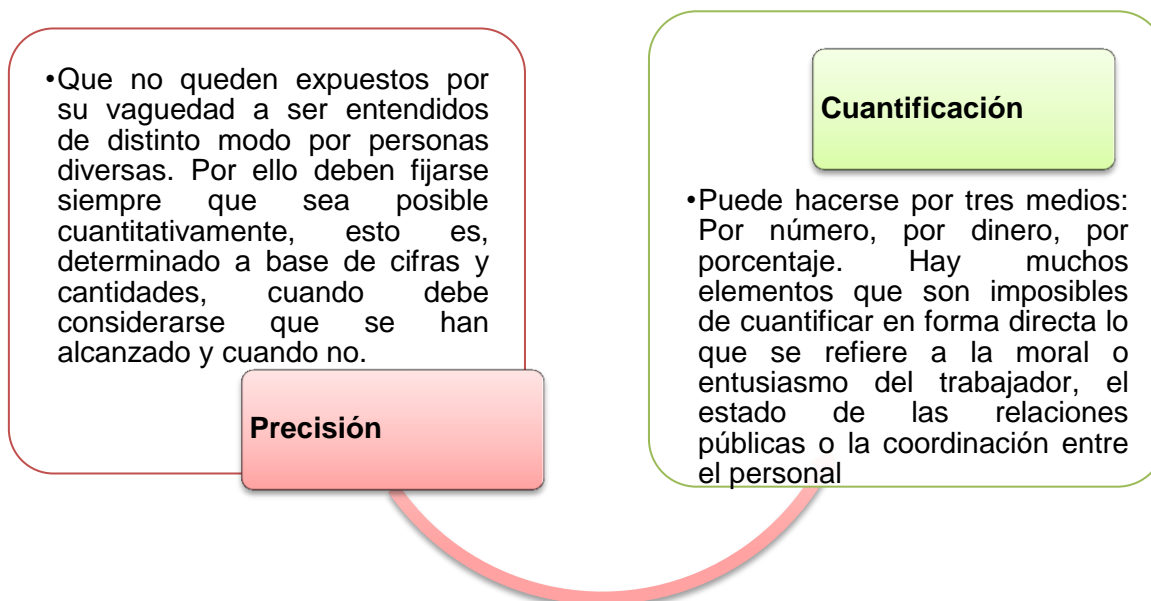 •Que no queden expuestos por
su vaguedad a ser entendidos
de distinto modo por personas
diversas. Por ello deben fijarse
siempre que sea posible
cuantitativamente, esto es,
determinado a base de cifras y
cantidades, cuando debe
considerarse que se han
alcanzado y cuando no.
Precisión
Cuantificación
•Puede hacerse por tres medios:
Por número, por dinero, por
porcentaje. Hay muchos
elementos que son imposibles
de cuantificar en forma directa lo
que se refiere a la moral o
entusiasmo del trabajador, el
estado de las relaciones
públicas o la coordinación entre
el personal